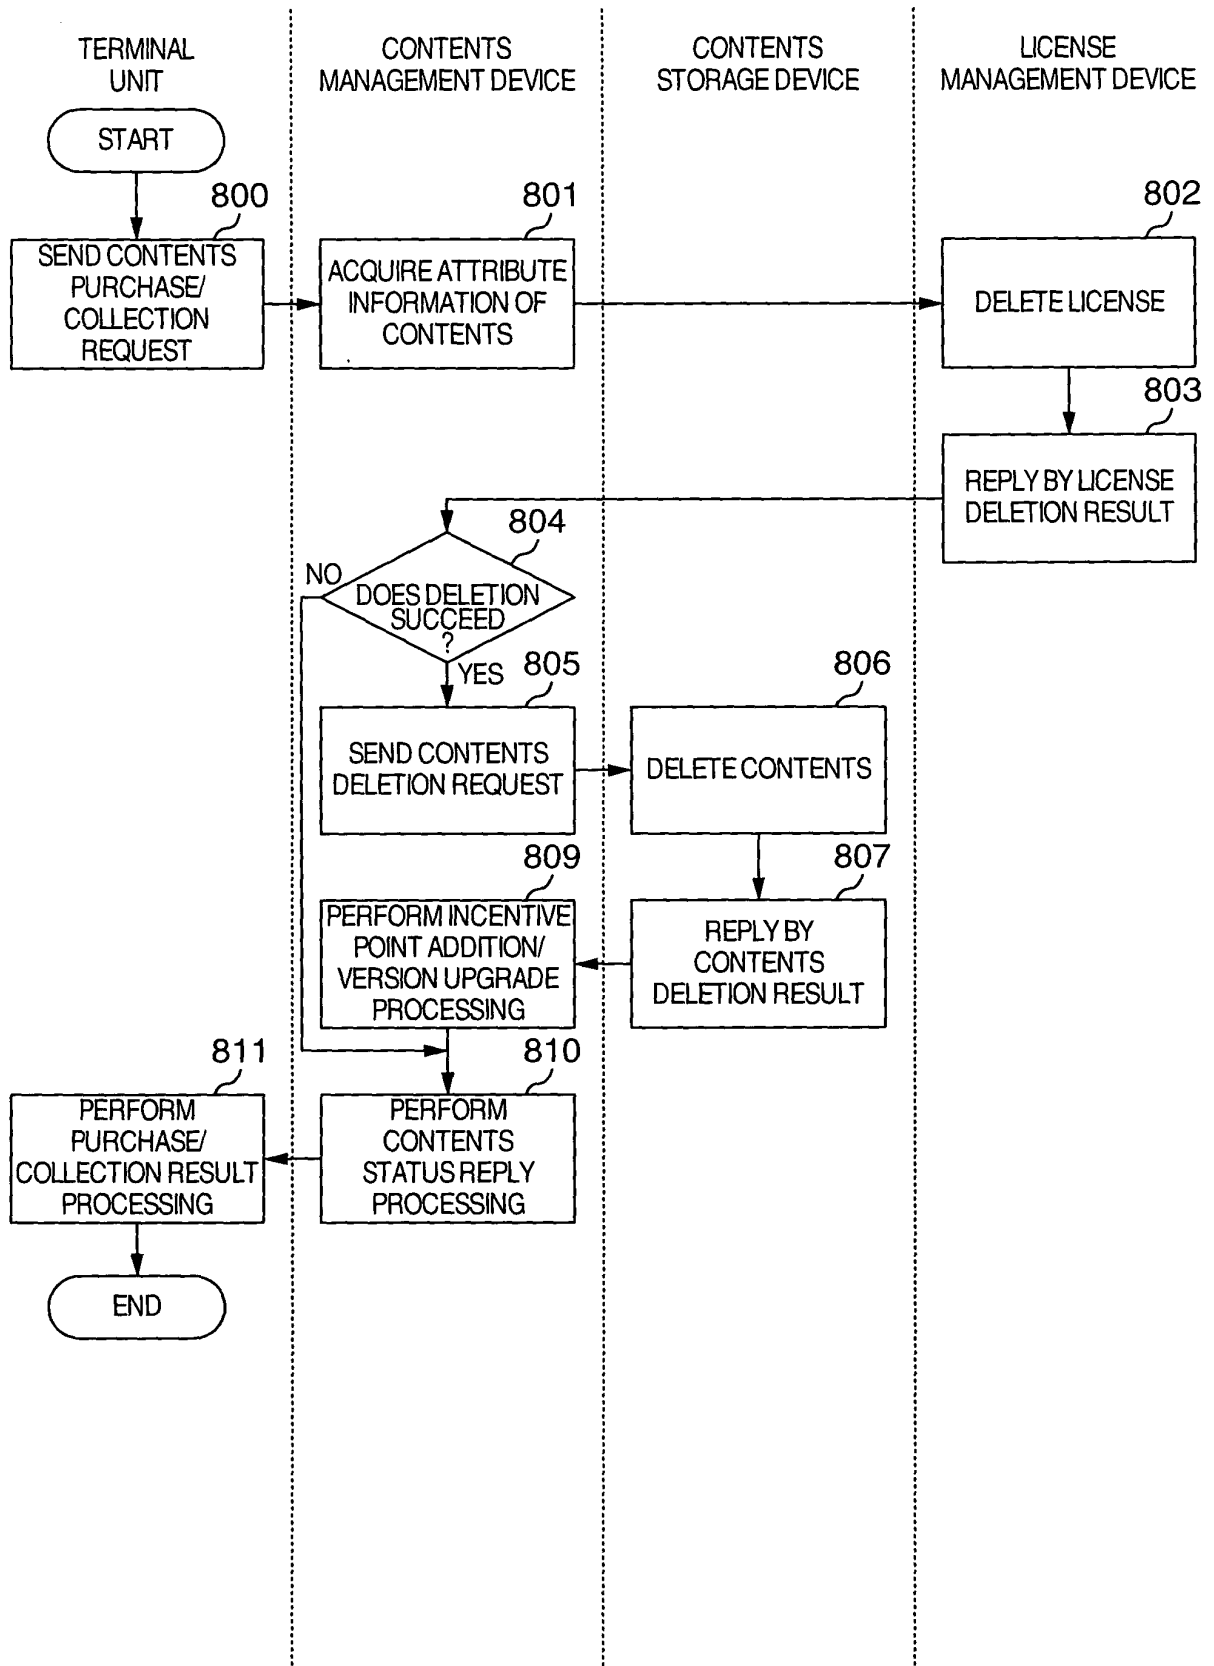 TERMINAL
UNIT
CONTENTS
MANAGEMENT DEVICE
CONTENTS
STORAGE DEVICE
LICENSE
MANAGEMENT DEVICE
START
800
SEND CONTENTS
PURCHASE/
COLLECTION
REQUEST
801
ACQUIRE ATTRIBUTE
INFORMATION OF
CONTENTS
802
DELETE LICENSE
803
REPLY BY LICENSE
DELETION RESULT
804
NO
DOES DELETION
SUCCEED
?
YES
805
SEND CONTENTS
DELETION REQUEST
806
DELETE CONTENTS
807
REPLY BY
CONTENTS
DELETION RESULT
809
PERFORM INCENTIVE
POINT ADDITION/
VERSION UPGRADE
PROCESSING
810
PERFORM
CONTENTS
STATUS REPLY
PROCESSING
811
PERFORM
PURCHASE/
COLLECTION RESULT
PROCESSING
END